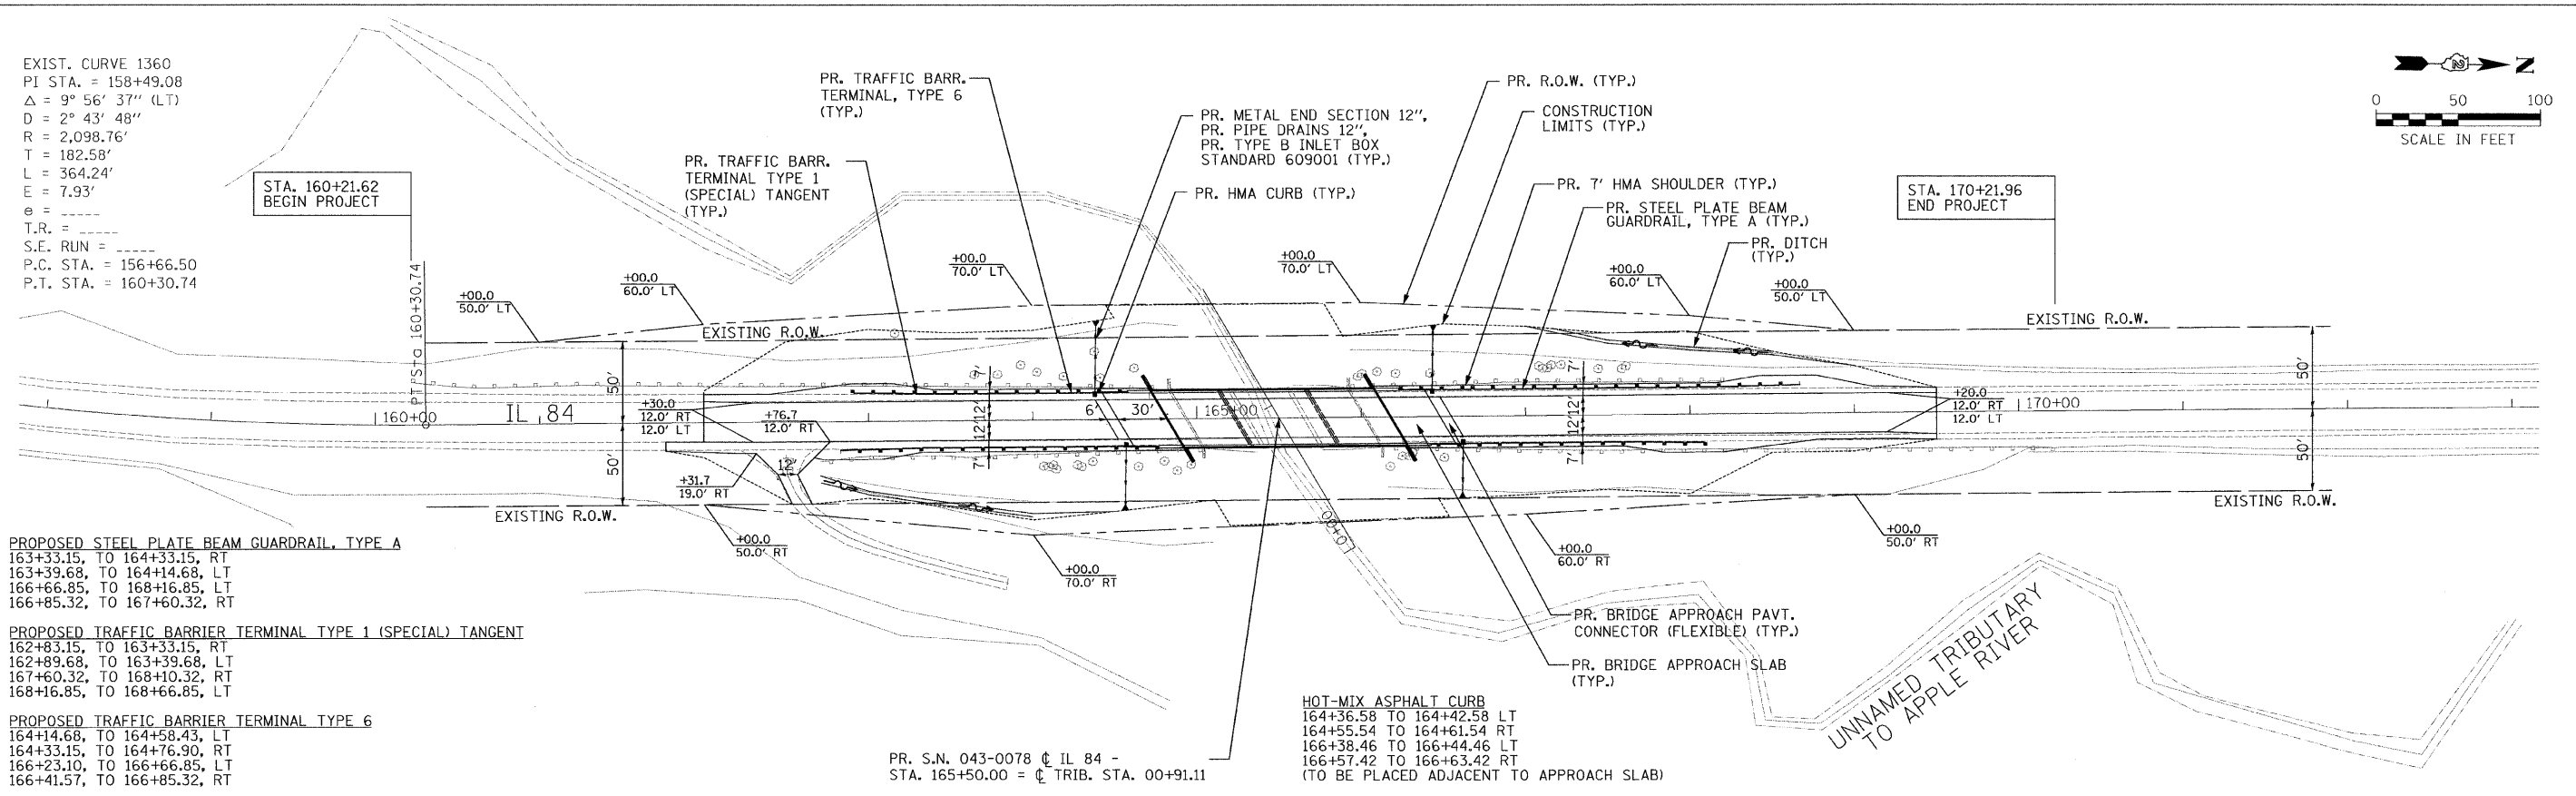 EXIST. CURVE 1360
PI STA. = 158+49.08
Δ = 9° 56' 37" (LT)
D = 2° 43' 48"
R = 2,098.76'
T = 182.58'
L = 364.24'
E = 7.93'
e = _____
T.R. = _____
S.E. RUN = _____
P.C. STA. = 156+66.50
P.T. STA. = 160+30.74
STA. 160+21.62
BEGIN PROJECT
PT Sta 160+30.74
PR. TRAFFIC BARR.
TERMINAL, TYPE 6
(TYP.)
PR. TRAFFIC BARR.
TERMINAL TYPE 1
(SPECIAL) TANGENT
(TYP.)
PR. METAL END SECTION 12",
PR. PIPE DRAINS 12",
PR. TYPE B INLET BOX
STANDARD 609001 (TYP.)
PR. HMA CURB (TYP.)
PR. R.O.W. (TYP.)
CONSTRUCTION
LIMITS (TYP.)
PR. 7' HMA SHOULDER (TYP.)
PR. STEEL PLATE BEAM
GUARDRAIL, TYPE A (TYP.)
PR. DITCH
(TYP.)
STA. 170+21.96
END PROJECT
N
0 50 100
SCALE IN FEET
+00.0
50.0' LT
+00.0
60.0' LT
+00.0
70.0' LT
+00.0
70.0' LT
+00.0
60.0' LT
+00.0
50.0' LT
EXISTING R.O.W.
EXISTING R.O.W.
50'
50'
160+00
IL 84
+30.0
12.0' RT
12.0' LT
+76.7
12.0' RT
7'
12'
12'
7'
6'
30'
165+00
7'
12'
12'
7'
+20.0
12.0' RT
12.0' LT
170+00
50'
50'
12'
+31.7
19.0' RT
EXISTING R.O.W.
EXISTING R.O.W.
+00.0
50.0' RT
+00.0
70.0' RT
+00.0
60.0' RT
+00.0
50.0' RT
PROPOSED STEEL PLATE BEAM GUARDRAIL, TYPE A
163+33.15, TO 164+33.15, RT
163+39.68, TO 164+14.68, LT
166+66.85, TO 168+16.85, LT
166+85.32, TO 167+60.32, RT
PROPOSED TRAFFIC BARRIER TERMINAL TYPE 1 (SPECIAL) TANGENT
162+83.15, TO 163+33.15, RT
162+89.68, TO 163+39.68, LT
167+60.32, TO 168+10.32, RT
168+16.85, TO 168+66.85, LT
PROPOSED TRAFFIC BARRIER TERMINAL TYPE 6
164+14.68, TO 164+58.43, LT
164+33.15, TO 164+76.90, RT
166+23.10, TO 166+66.85, LT
166+41.57, TO 166+85.32, RT
PR. BRIDGE APPROACH PAVT.
CONNECTOR (FLEXIBLE) (TYP.)
PR. BRIDGE APPROACH SLAB
(TYP.)
UNNAMED TRIBUTARY
TO APPLE RIVER
PR. S.N. 043-0078 ℄ IL 84 -
STA. 165+50.00 = ℄ TRIB. STA. 00+91.11
HOT-MIX ASPHALT CURB
164+36.58 TO 164+42.58 LT
164+55.54 TO 164+61.54 RT
166+38.46 TO 166+44.46 LT
166+57.42 TO 166+63.42 RT
(TO BE PLACED ADJACENT TO APPROACH SLAB)